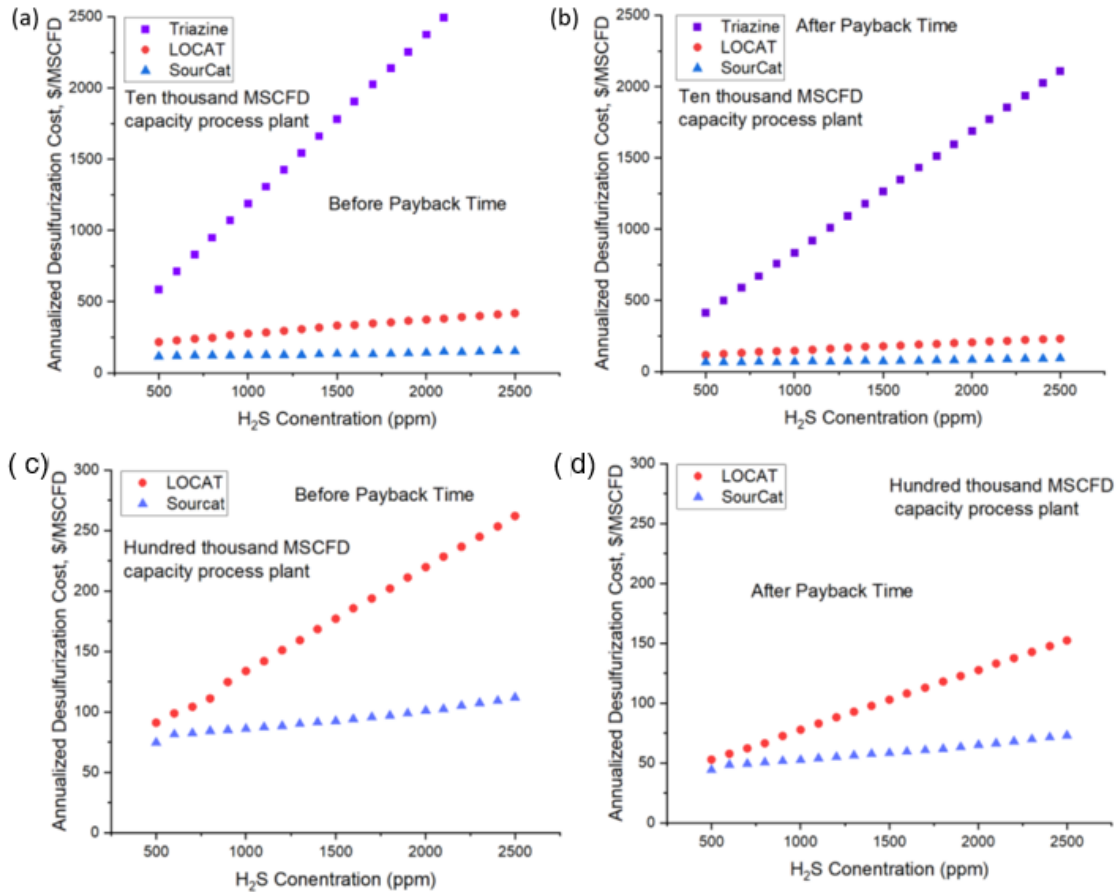 (a)
Annualized Desulfurization Cost, $/MSCFD
2500
2000
1500
1000
500
0
Triazine
LOCAT
SourCat
Ten thousand MSCFD
capacity process plant
Before Payback Time
500 1000 1500 2000 2500
H₂S Conentration (ppm)
(b)
Annualized Desulfurization Cost, $/MSCFD
2500
2000
1500
1000
500
0
Triazine
LOCAT
SourCat
After Payback Time
Ten thousand MSCFD
capacity process plant
500 1000 1500 2000 2500
H₂S Conentration (ppm)
( c)
Annualized Desulfurization Cost, $/MSCFD
300
250
200
150
100
50
0
LOCAT
Sourcat
Before Payback Time
Hundred thousand MSCFD
capacity process plant
500 1000 1500 2000 2500
H₂S Conentration (ppm)
( d)
Annualized Desulfurization Cost, $/MSCFD
300
250
200
150
100
50
0
LOCAT
SourCat
Hundred thousand MSCFD
capacity process plant
After Payback Time
500 1000 1500 2000 2500
H₂S Conentration (ppm)